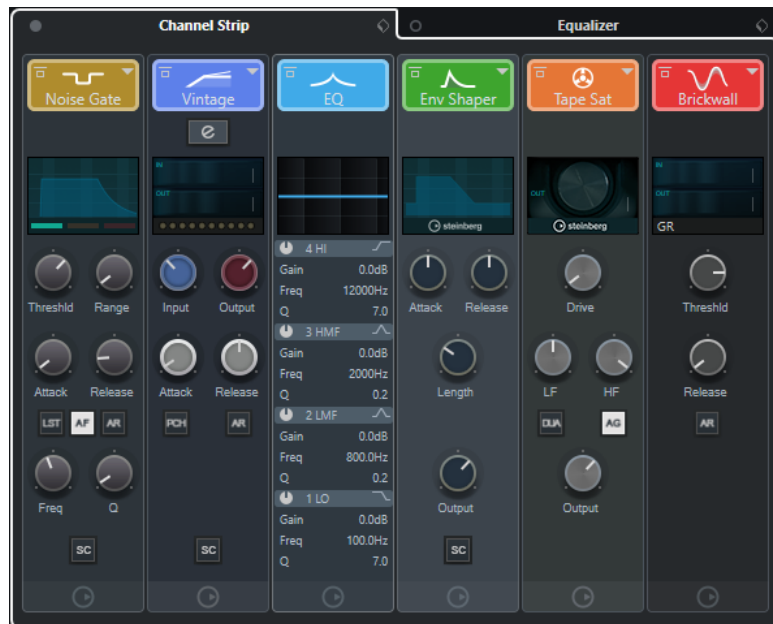 Channel Strip
Equalizer
Noise Gate
Vintage
EQ
Env Shaper
Tape Sat
Brickwall
e
IN
OUT
steinberg
OUT
steinberg
IN
OUT
GR
Threshld Range
Attack Release
LST AF AR
Freq Q
SC
Input Output
Attack Release
PCH AR
SC
4 HI
Gain 0.0dB
Freq 12000Hz
Q 7.0
3 HMF
Gain 0.0dB
Freq 2000Hz
Q 0.2
2 LMF
Gain 0.0dB
Freq 800.0Hz
Q 0.2
1 LO
Gain 0.0dB
Freq 100.0Hz
Q 7.0
Attack Release
Length
Output
SC
Drive
LF HF
DUA AG
Output
Threshld
Release
AR